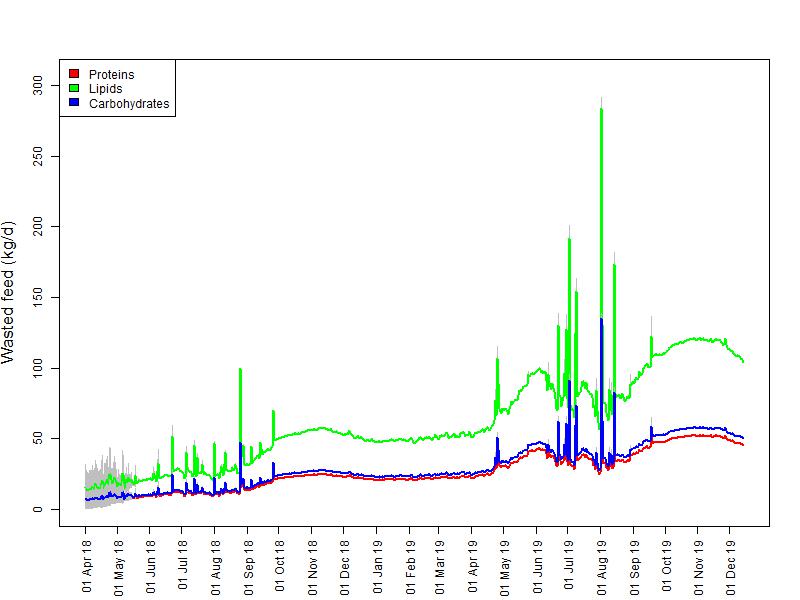 Proteins
Lipids
Carbohydrates
Wasted feed (kg/d)
300
250
200
150
100
50
0
01 Apr 18
01 May 18
01 Jun 18
01 Jul 18
01 Aug 18
01 Sep 18
01 Oct 18
01 Nov 18
01 Dec 18
01 Jan 19
01 Feb 19
01 Mar 19
01 Apr 19
01 May 19
01 Jun 19
01 Jul 19
01 Aug 19
01 Sep 19
01 Oct 19
01 Nov 19
01 Dec 19